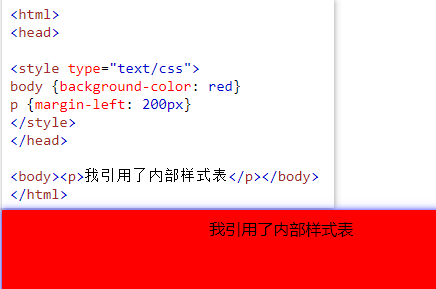 <html>
<head>
<style type="text/css">
body {background-color: red}
p {margin-left: 200px}
</style>
</head>
<body><p>我引用了内部样式表</p></body>
</html>
我引用了内部样式表